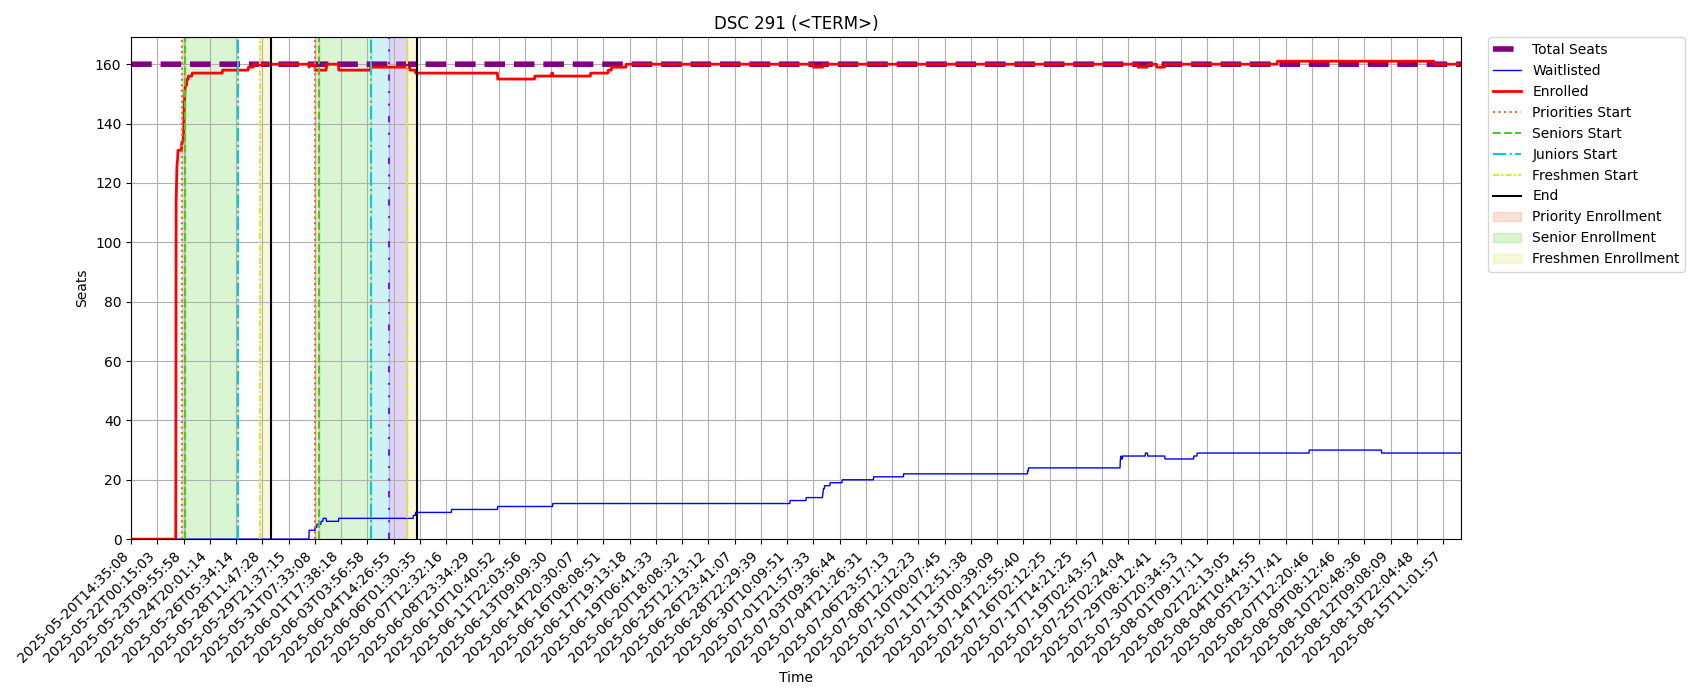 DSC 291 (<TERM>)
Total Seats
Waitlisted
Enrolled
Priorities Start
Seniors Start
Juniors Start
Freshmen Start
End
Priority Enrollment
Senior Enrollment
Freshmen Enrollment
Seats
160
140
120
100
80
60
40
20
0
2025-05-20T14:35:08
2025-05-22T00:15:03
2025-05-23T09:55:58
2025-05-24T20:01:14
2025-05-26T05:34:14
2025-05-28T11:47:28
2025-05-29T21:37:15
2025-05-31T07:33:08
2025-06-01T17:38:18
2025-06-03T03:56:58
2025-06-04T14:26:55
2025-06-06T01:30:35
2025-06-07T12:32:16
2025-06-08T23:34:29
2025-06-10T10:40:52
2025-06-11T22:03:56
2025-06-13T09:09:30
2025-06-14T20:30:07
2025-06-16T08:08:51
2025-06-17T19:13:18
2025-06-19T06:41:33
2025-06-20T18:08:32
2025-06-25T12:13:12
2025-06-26T23:41:07
2025-06-28T22:29:39
2025-06-30T10:09:51
2025-07-01T21:57:33
2025-07-03T09:36:44
2025-07-04T21:26:31
2025-07-06T23:57:13
2025-07-08T12:12:23
2025-07-10T00:07:45
2025-07-11T12:51:38
2025-07-13T00:39:09
2025-07-14T12:55:40
2025-07-16T02:12:25
2025-07-17T14:21:25
2025-07-19T02:43:57
2025-07-25T02:24:04
2025-07-29T08:12:41
2025-07-30T20:34:53
2025-08-01T09:17:11
2025-08-02T22:13:05
2025-08-04T10:44:55
2025-08-05T23:17:41
2025-08-07T12:20:46
2025-08-09T08:12:46
2025-08-10T20:48:36
2025-08-12T09:08:09
2025-08-13T22:04:48
2025-08-15T11:01:57
Time